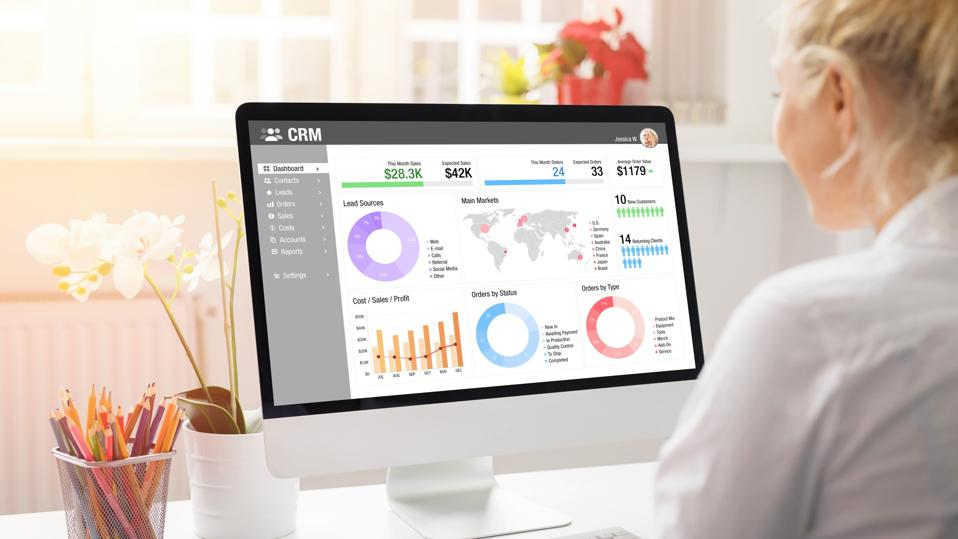 CRM
Jessica W.
Dashboard
Contacts
Leads
Orders
Sales
Costs
Accounts
Reports
Settings
This Month Sales
$28.3K
Expected Sales
$42K
This Month Orders
24
Expected Orders
33
Average Order Value
$1179
Lead Sources
Web
E-mail
Calls
Referral
Social Media
Other
Main Markets
U.S.
Germany
Spain
Australia
China
France
Japan
Brasil
10 New Customers
14 Returning Clients
Cost / Sales / Profit
$50K
$40K
$30K
$20K
$10K
$0
JUL AUG SEP OCT NOV DEC
Orders by Status
New In
Awaiting Payment
In Production
Quality Control
To Ship
Completed
Orders by Type
Product Mix
Equipment
Tools
Merch
Add On
Service